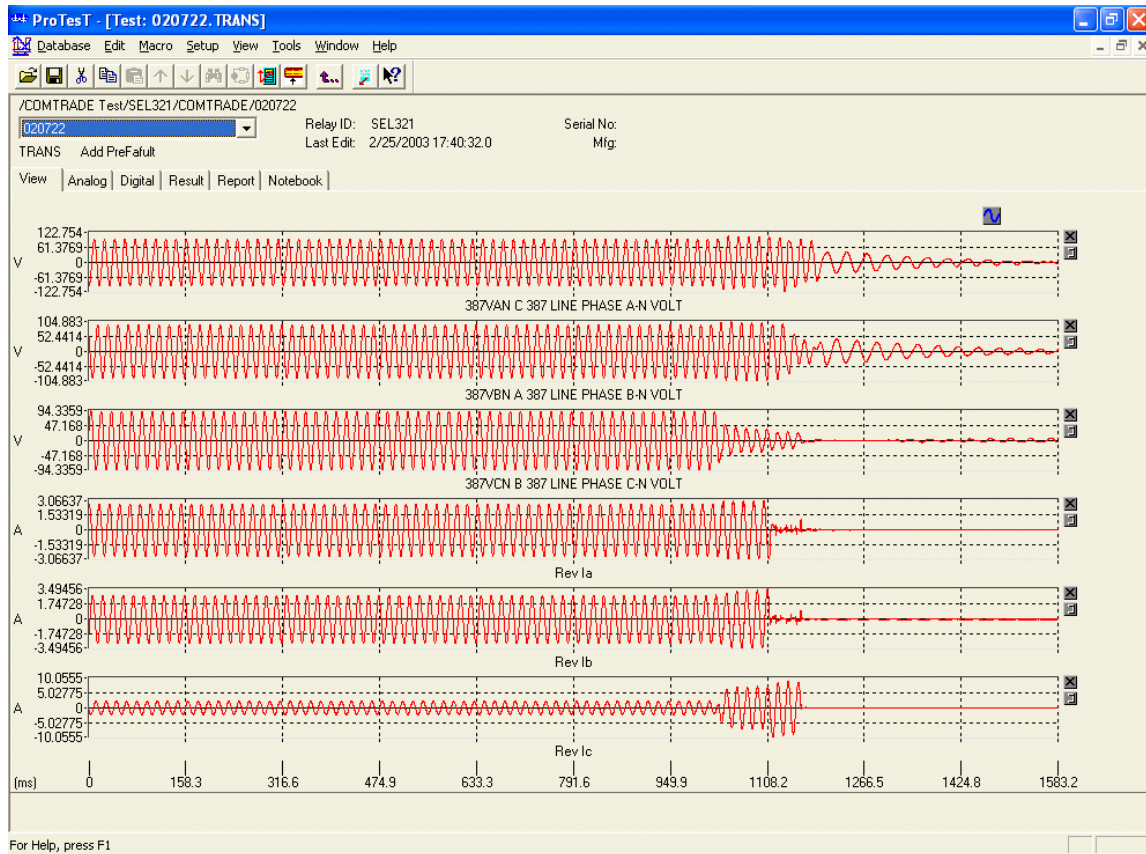 ProTesT - [Test: 020722.TRANS]
Database Edit Macro Setup View Tools Window Help
/COMTRADE Test/SEL321/COMTRADE/020722
020722 Relay ID: SEL321 Serial No:
Last Edit: 2/25/2003 17:40:32.0 Mfg:
TRANS Add PreFafult
View Analog Digital Result Report Notebook
122.754
61.3769
V 0
-61.3769
-122.754
387VAN C 387 LINE PHASE A-N VOLT
104.883
52.4414
V 0
-52.4414
-104.883
387VBN A 387 LINE PHASE B-N VOLT
94.3359
47.168
V 0
-47.168
-94.3359
387VCN B 387 LINE PHASE C-N VOLT
3.06637
1.53319
A 0
-1.53319
-3.06637
Rev Ia
3.49456
1.74728
A 0
-1.74728
-3.49456
Rev Ib
10.0555
5.02775
A 0
-5.02775
-10.0555
Rev Ic
(ms) 0 158.3 316.6 474.9 633.3 791.6 949.9 1108.2 1266.5 1424.8 1583.2
For Help, press F1